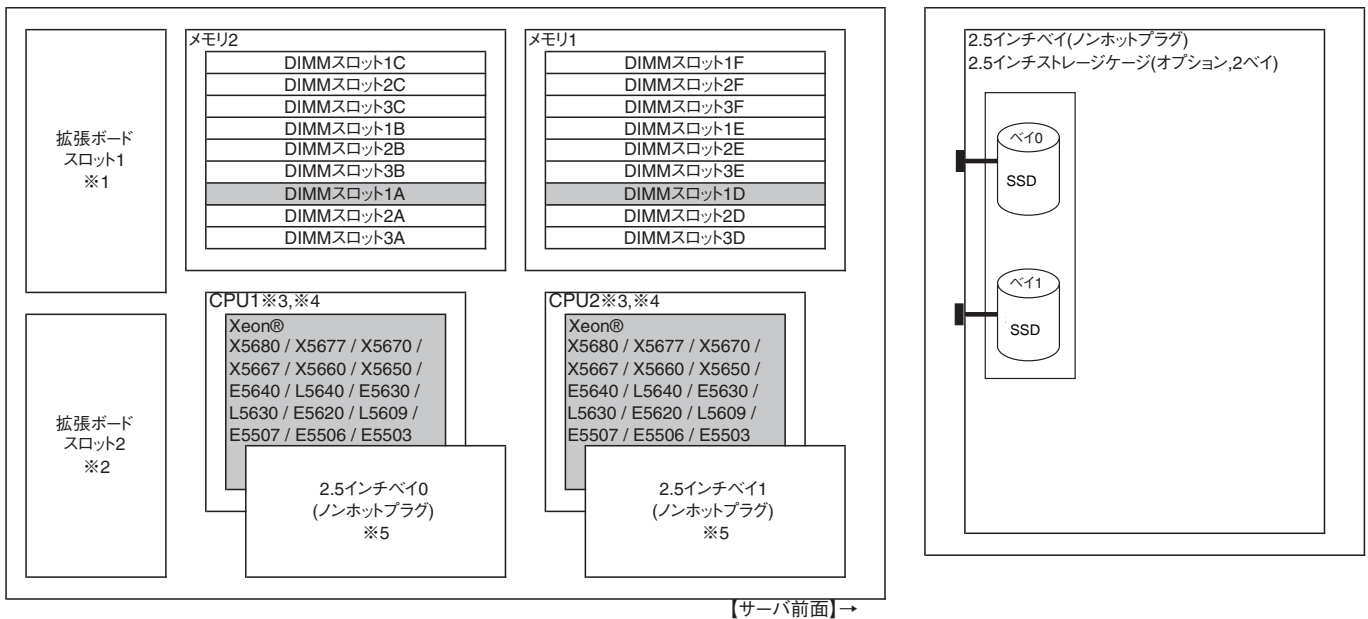 拡張ボード
スロット1
※1
拡張ボード
スロット2
※2
メモリ2
DIMMスロット1C
DIMMスロット2C
DIMMスロット3C
DIMMスロット1B
DIMMスロット2B
DIMMスロット3B
DIMMスロット1A
DIMMスロット2A
DIMMスロット3A
メモリ1
DIMMスロット1F
DIMMスロット2F
DIMMスロット3F
DIMMスロット1E
DIMMスロット2E
DIMMスロット3E
DIMMスロット1D
DIMMスロット2D
DIMMスロット3D
CPU1※3,※4
Xeon®
X5680 / X5677 / X5670 /
X5667 / X5660 / X5650 /
E5640 / L5640 / E5630 /
L5630 / E5620 / L5609 /
E5507 / E5506 / E5503
2.5インチベイ0
(ノンホットプラグ)
※5
CPU2※3,※4
Xeon®
X5680 / X5677 / X5670 /
X5667 / X5660 / X5650 /
E5640 / L5640 / E5630 /
L5630 / E5620 / L5609 /
E5507 / E5506 / E5503
2.5インチベイ1
(ノンホットプラグ)
※5
【サーバ前面】→
2.5インチベイ(ノンホットプラグ)
2.5インチストレージケージ(オプション,2ベイ)
ベイ0
SSD
ベイ1
SSD